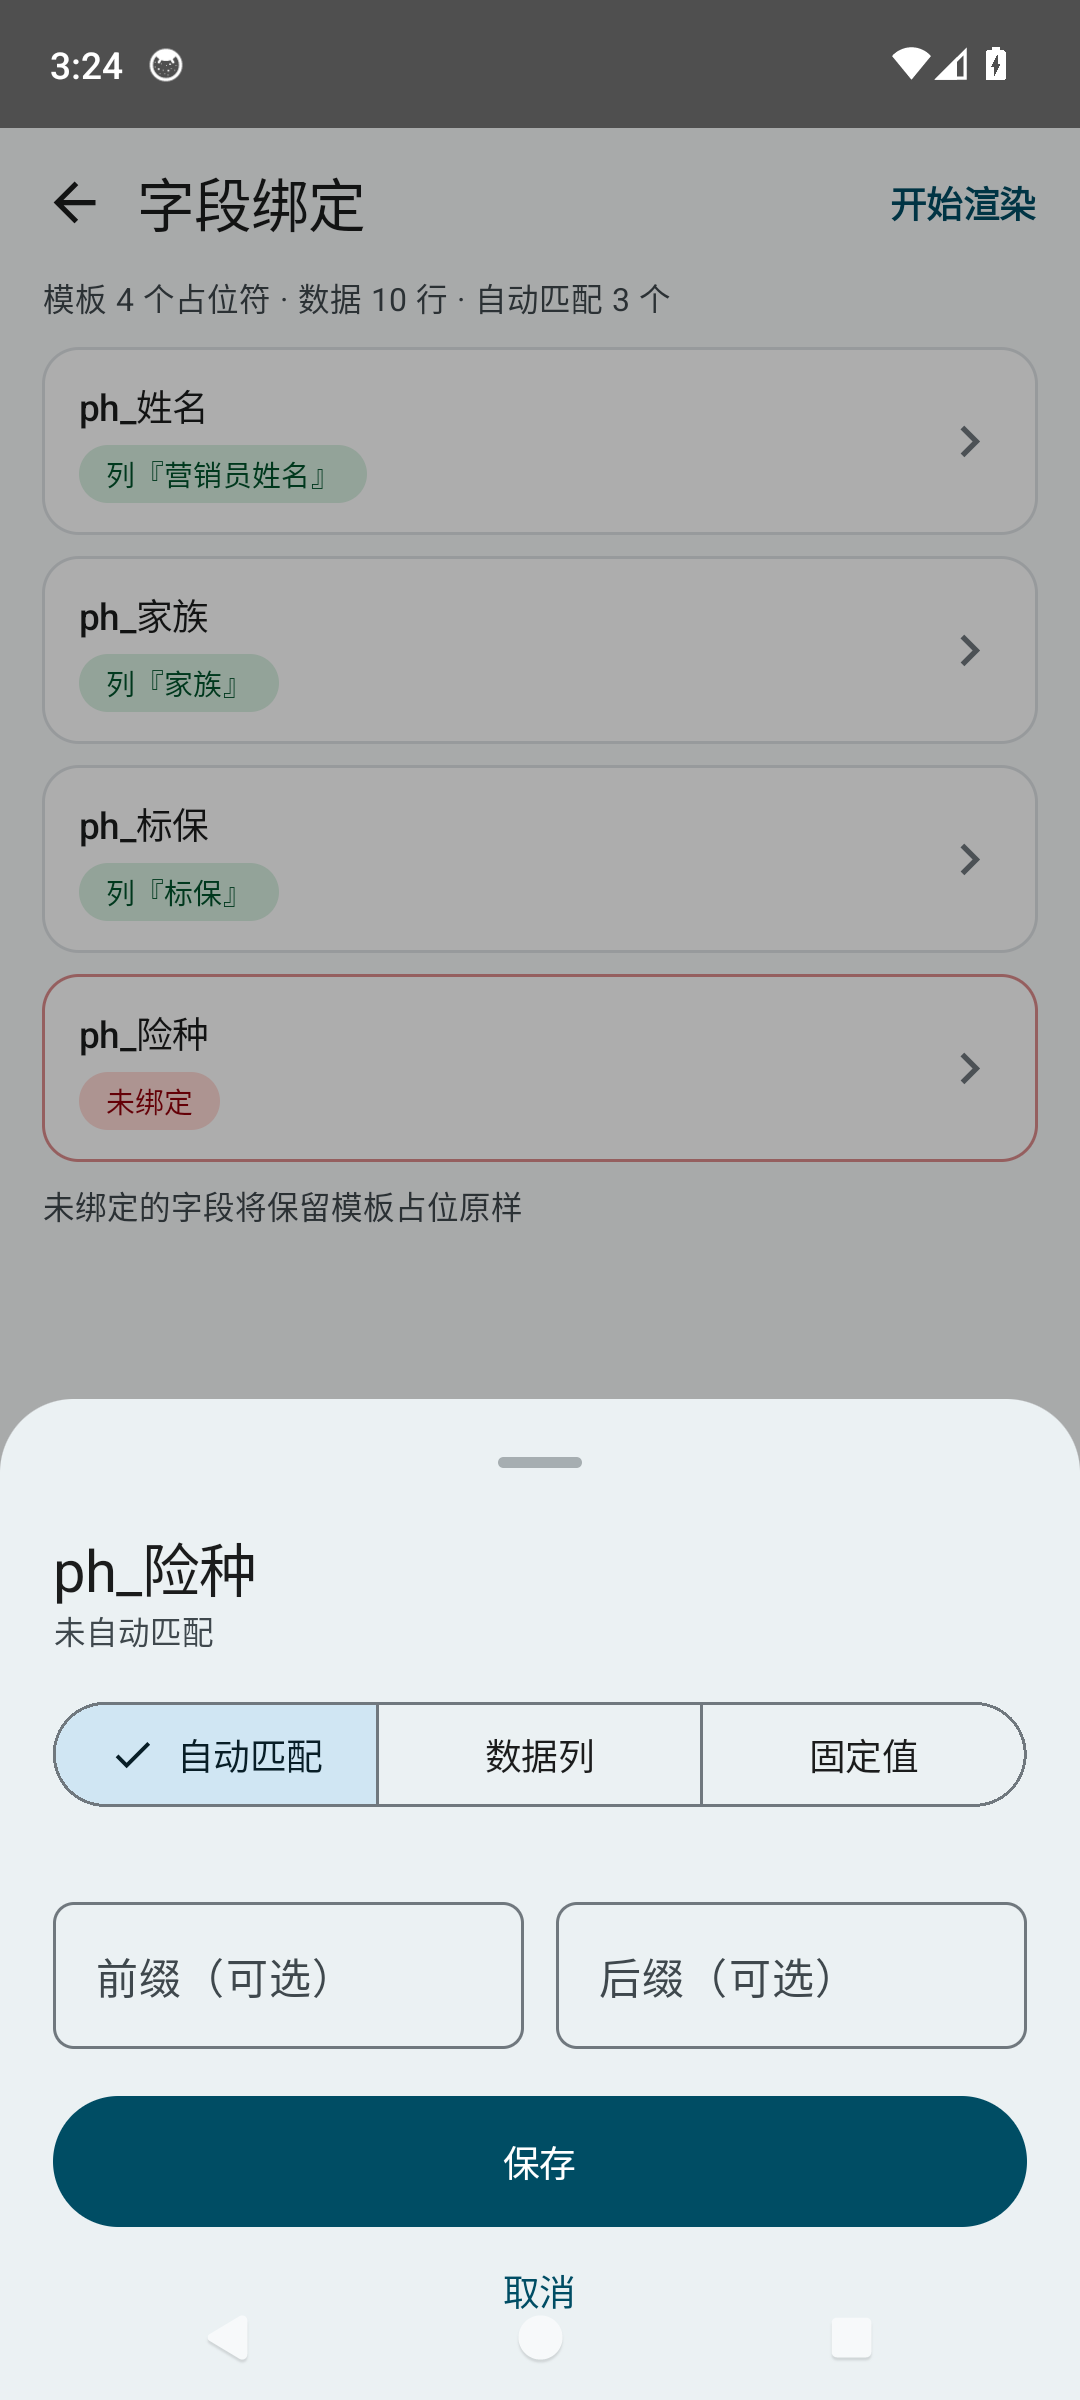 3:24
字段绑定
开始渲染
模板 4 个占位符 · 数据 10 行 · 自动匹配 3 个
ph_姓名
列『营销员姓名』
ph_家族
列『家族』
ph_标保
列『标保』
ph_险种
未绑定
未绑定的字段将保留模板占位原样
ph_险种
未自动匹配
自动匹配
数据列
固定值
前缀（可选）
后缀（可选）
保存
取消